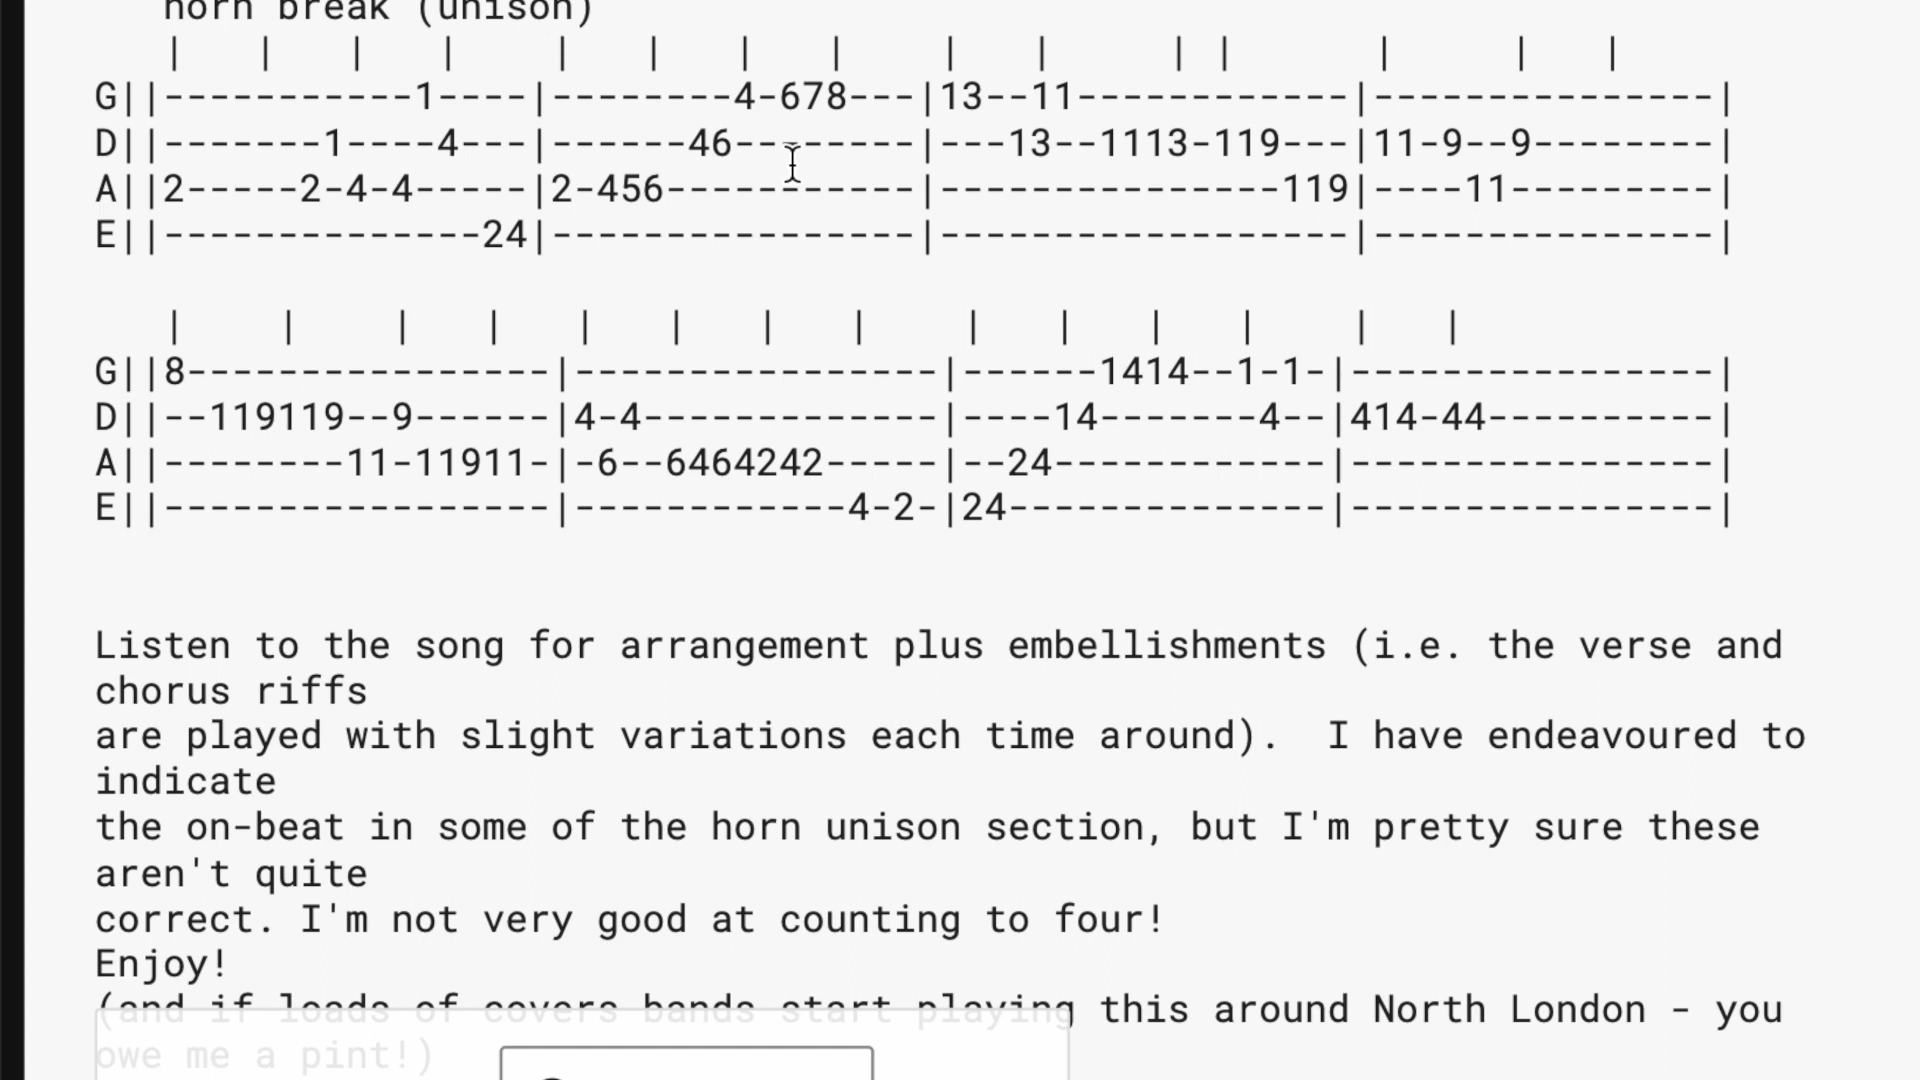 horn break (unison)
   |   |   |   |    |   |   |   |    |   |     | |      |     |   |
G||-----------1----|--------4-678---|13--11------------|---------------|
D||-------1----4---|------46--------|---13--1113-119---|11-9--9--------|
A||2-----2-4-4-----|2-456-----------|---------------119|----11---------|
E||--------------24|----------------|------------------|---------------|
   |    |    |   |   |   |   |   |    |   |   |   |    |   |
G||8----------------|----------------|------1414--1-1-|----------------|
D||--119119--9------|4-4-------------|----14-------4--|414-44----------|
A||--------11-11911-|-6--6464242-----|--24------------|----------------|
E||-----------------|------------4-2-|24--------------|----------------|
Listen to the song for arrangement plus embellishments (i.e. the verse and
chorus riffs
are played with slight variations each time around).  I have endeavoured to
indicate
the on-beat in some of the horn unison section, but I'm pretty sure these
aren't quite
correct. I'm not very good at counting to four!
Enjoy!
(and if loads of covers bands start playing this around North London - you
owe me a pint!)